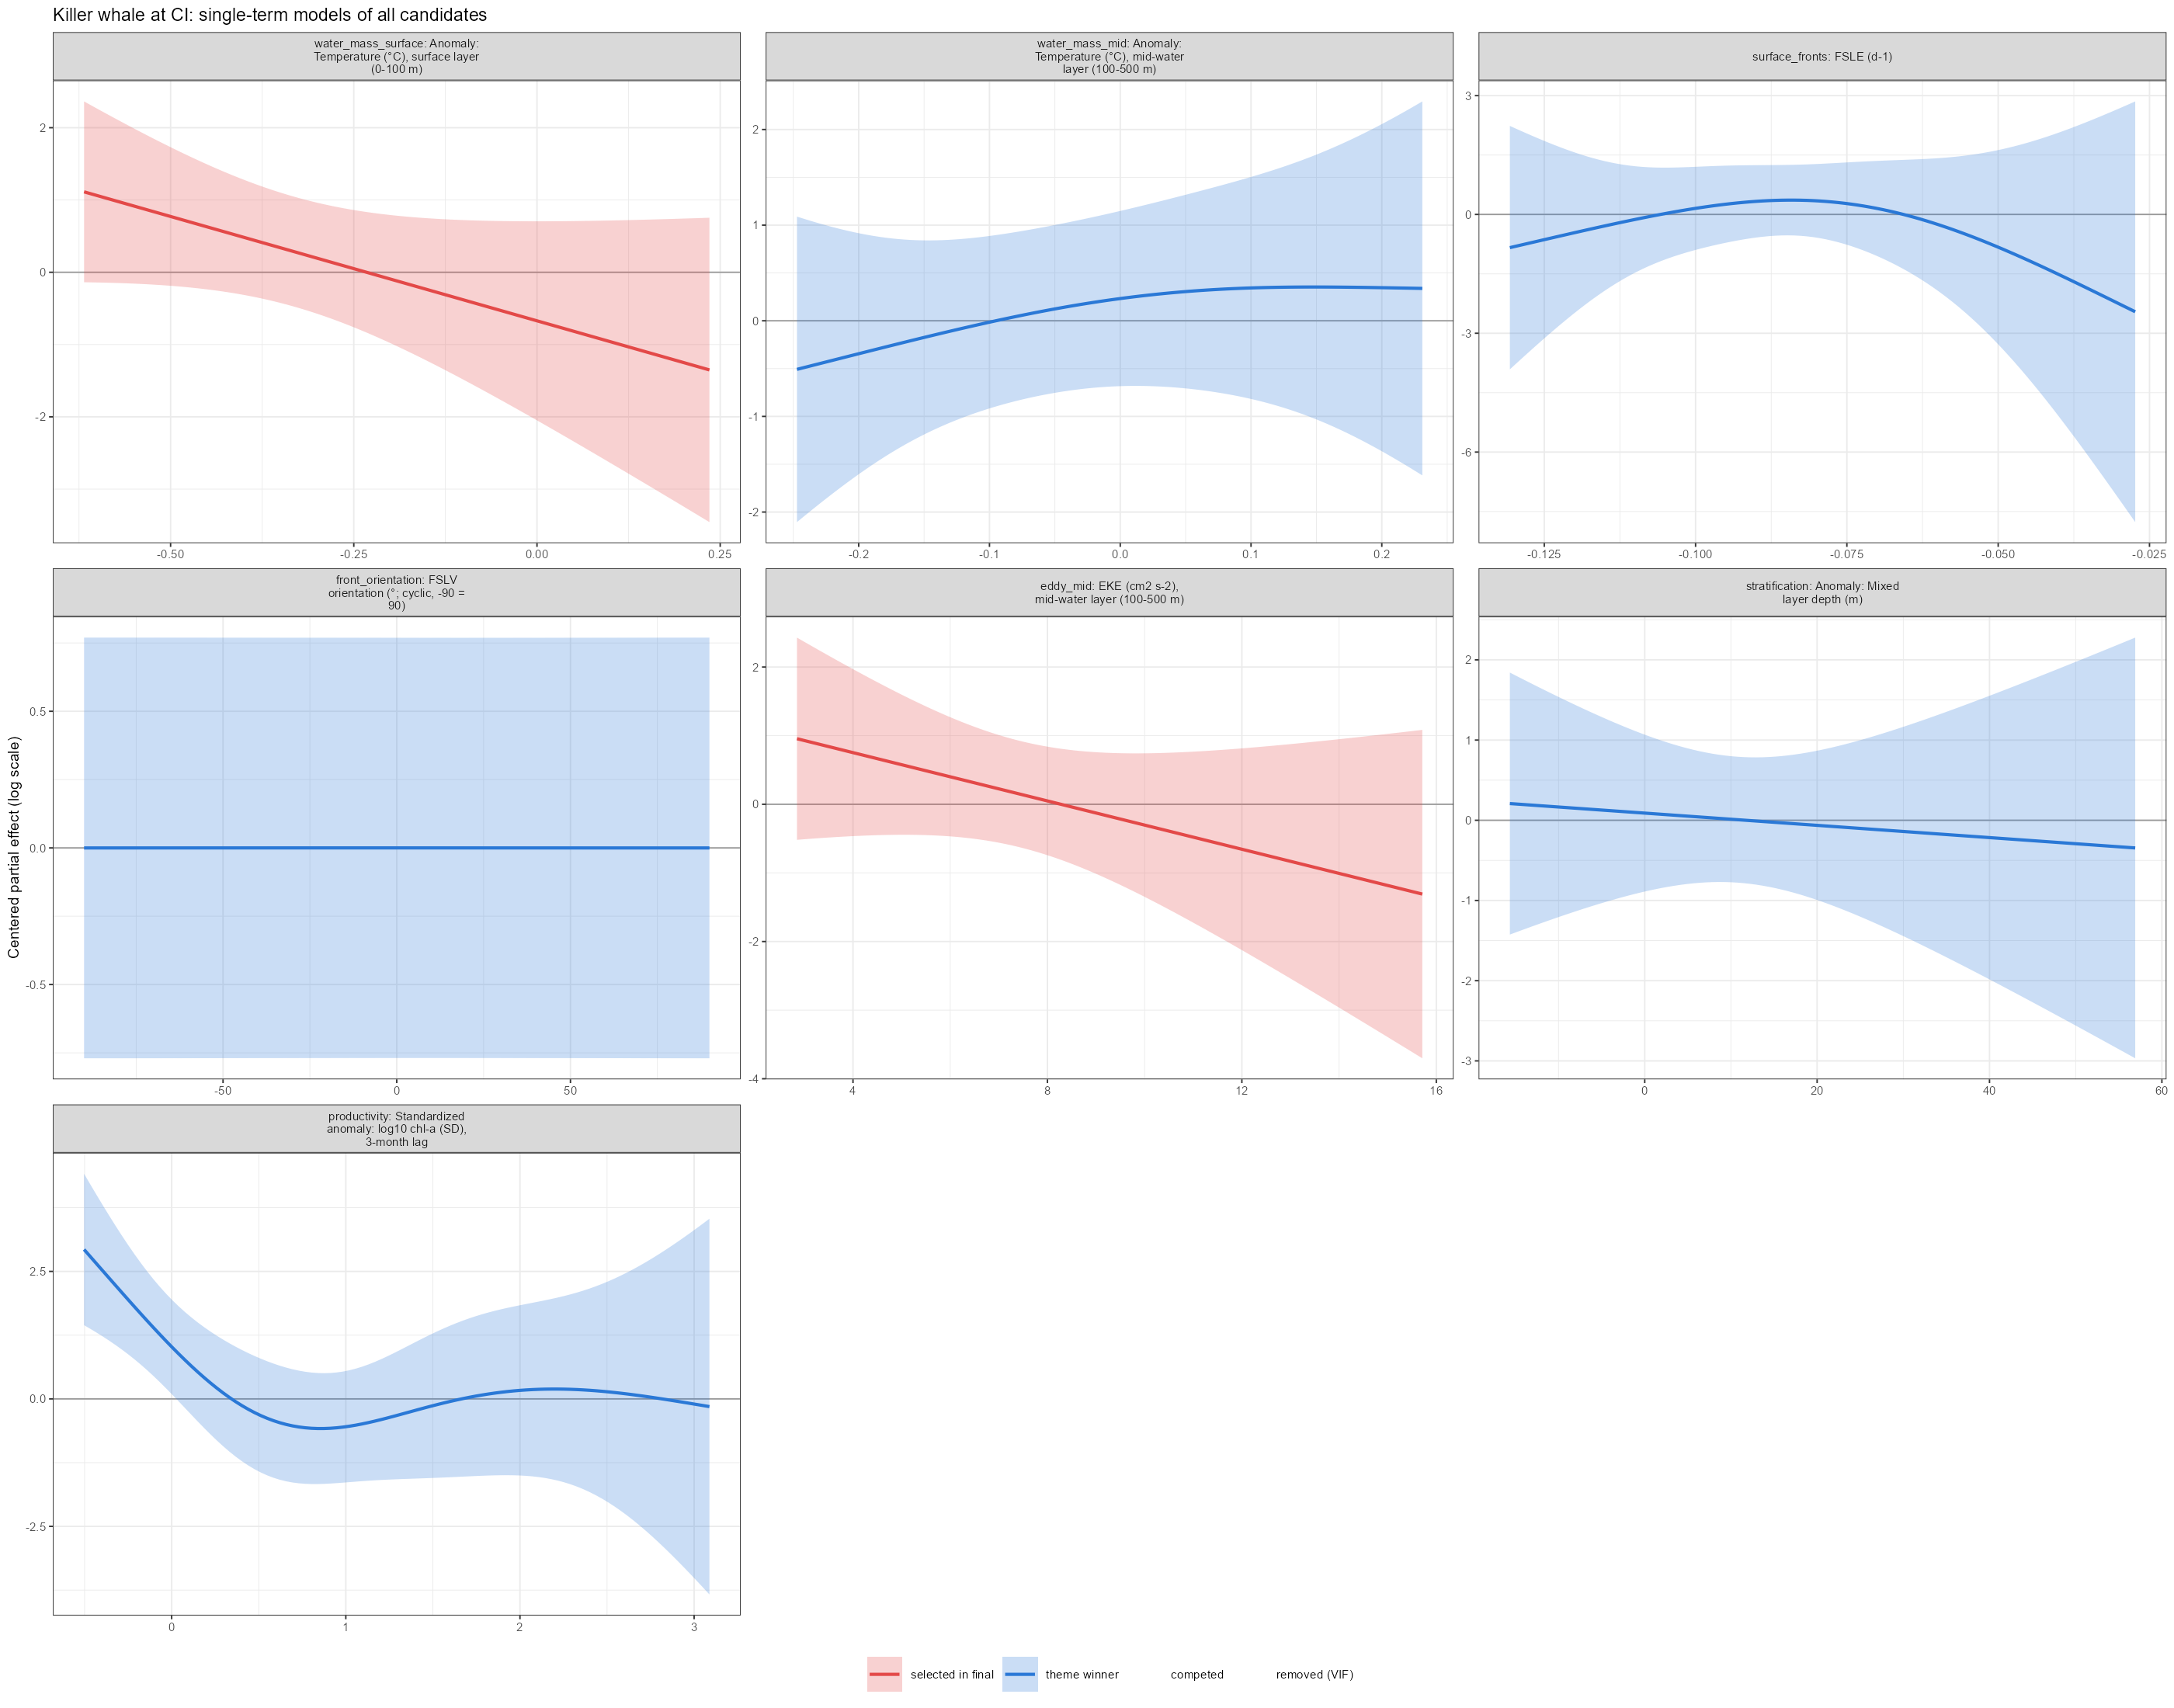 Killer whale at CI: single-term models of all candidates
water_mass_surface: Anomaly:
Temperature (°C), surface layer
(0-100 m)
water_mass_mid: Anomaly:
Temperature (°C), mid-water
layer (100-500 m)
surface_fronts: FSLE (d-1)
2
0
-2
-0.50
-0.25
0.00
0.25
2
1
0
-1
-2
-0.2
-0.1
0.0
0.1
0.2
3
0
-3
-6
-0.125
-0.100
-0.075
-0.050
-0.025
front_orientation: FSLV
orientation (°; cyclic, -90 =
90)
eddy_mid: EKE (cm2 s-2),
mid-water layer (100-500 m)
stratification: Anomaly: Mixed
layer depth (m)
Centered partial effect (log scale)
0.5
0.0
-0.5
-50
0
50
2
0
-2
-4
4
8
12
16
2
1
0
-1
-2
-3
0
20
40
60
productivity: Standardized
anomaly: log10 chl-a (SD),
3-month lag
2.5
0.0
-2.5
0
1
2
3
selected in final
theme winner
competed
removed (VIF)